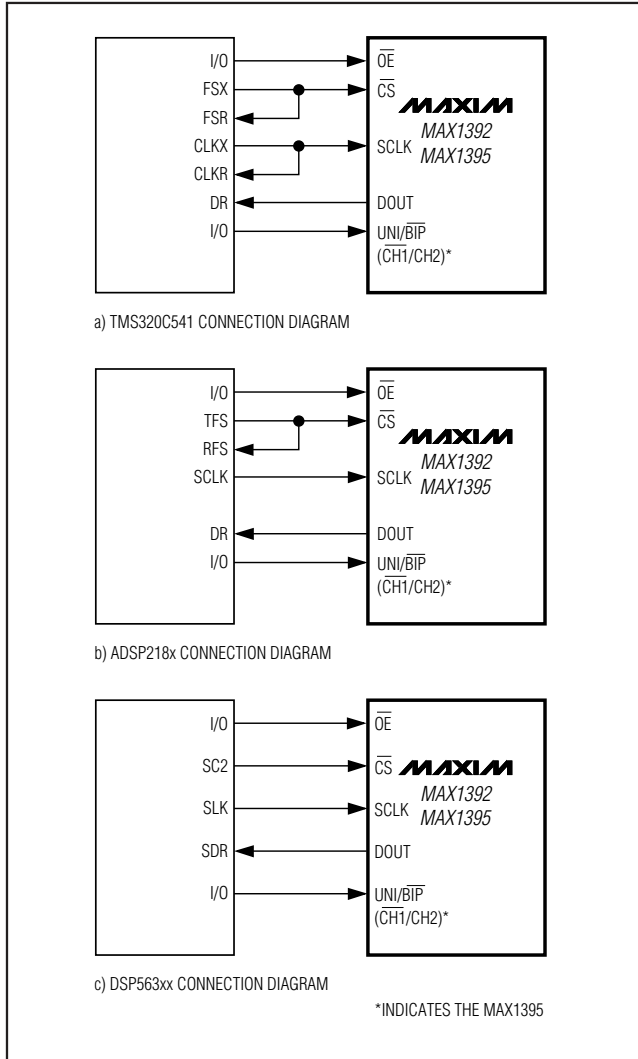 I/O OE
FSX CS
MAXIM
FSR
MAX1392
CLKX SCLK
MAX1395
CLKR
DR DOUT
I/O UNI/BIP
(CH1/CH2)*
a) TMS320C541 CONNECTION DIAGRAM
I/O OE
TFS CS
MAXIM
RFS
MAX1392
SCLK SCLK
MAX1395
DR DOUT
I/O UNI/BIP
(CH1/CH2)*
b) ADSP218x CONNECTION DIAGRAM
I/O OE
SC2 CS MAXIM
MAX1392
SLK SCLK
MAX1395
SDR DOUT
I/O UNI/BIP
(CH1/CH2)*
c) DSP563xx CONNECTION DIAGRAM
*INDICATES THE MAX1395